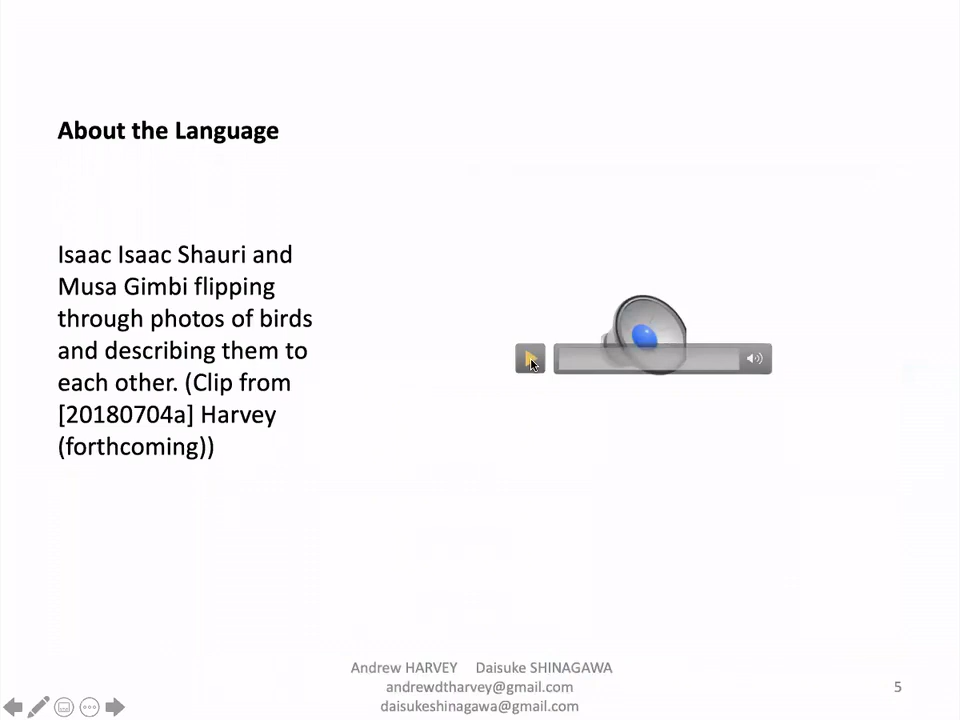 About the Language
Isaac Isaac Shauri and
Musa Gimbi flipping
through photos of birds
and describing them to
each other. (Clip from
[20180704a] Harvey
(forthcoming))
Andrew HARVEY Daisuke SHINAGAWA
andrewdtharvey@gmail.com
daisukeshinagawa@gmail.com
5